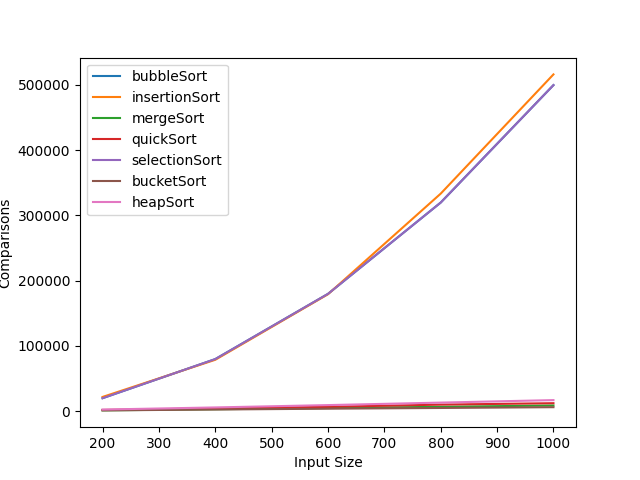 bubbleSort
insertionSort
mergeSort
quickSort
selectionSort
bucketSort
heapSort
500000
400000
300000
200000
100000
0
Comparisons
200 300 400 500 600 700 800 900 1000
Input Size